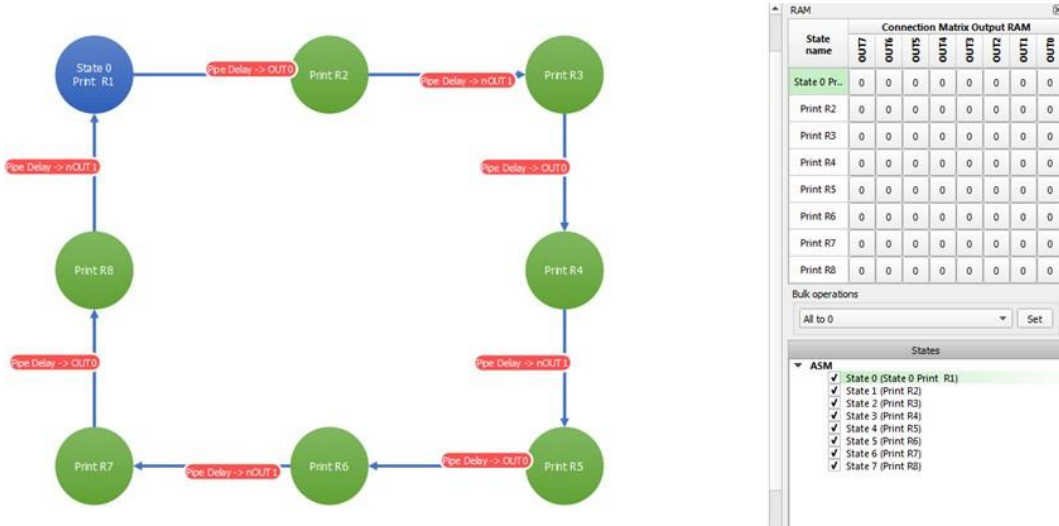 State 0
Print R1
Pipe Delay -> OUT0
Print R2
Pipe Delay -> nOUT1
Print R3
Pipe Delay -> nOUT1
Pipe Delay -> OUT0
Print R8
Print R4
Pipe Delay -> OUT0
Pipe Delay -> nOUT1
Print R7
Pipe Delay -> nOUT1
Print R6
Pipe Delay -> OUT0
Print R5
RAM
State name
Connection Matrix Output RAM
OUT7 OUT6 OUT5 OUT4 OUT3 OUT2 OUT1 OUT0
State 0 Pr.. 0 0 0 0 0 0 0 0
Print R2 0 0 0 0 0 0 0 0
Print R3 0 0 0 0 0 0 0 0
Print R4 0 0 0 0 0 0 0 0
Print R5 0 0 0 0 0 0 0 0
Print R6 0 0 0 0 0 0 0 0
Print R7 0 0 0 0 0 0 0 0
Print R8 0 0 0 0 0 0 0 0
Bulk operations
All to 0 Set
States
ASM
State 0 (State 0 Print R1)
State 1 (Print R2)
State 2 (Print R3)
State 3 (Print R4)
State 4 (Print R5)
State 5 (Print R6)
State 6 (Print R7)
State 7 (Print R8)